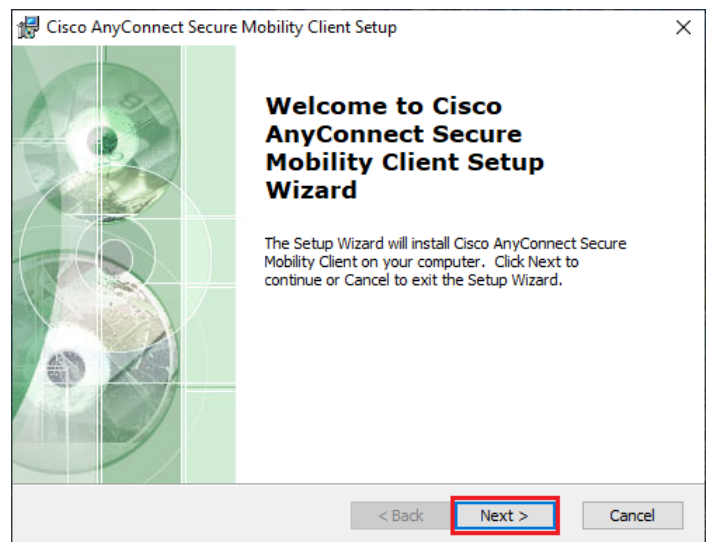 Cisco AnyConnect Secure Mobility Client Setup
Welcome to Cisco
AnyConnect Secure
Mobility Client Setup
Wizard
The Setup Wizard will install Cisco AnyConnect Secure
Mobility Client on your computer.  Click Next to
continue or Cancel to exit the Setup Wizard.
< Back Next > Cancel